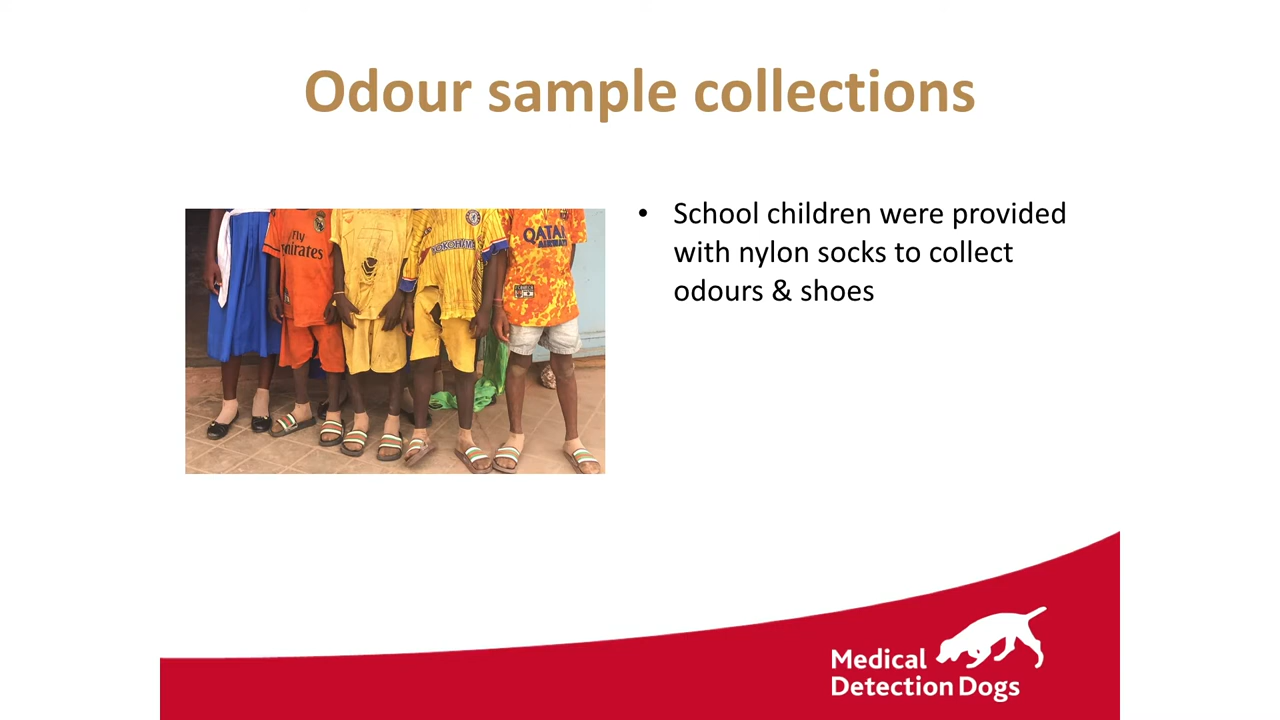 Odour sample collections
• School children were provided
with nylon socks to collect
odours & shoes
Fly
Emirates
YOKOHAMA
QATAR
AIRWAYS
Medical
Detection Dogs